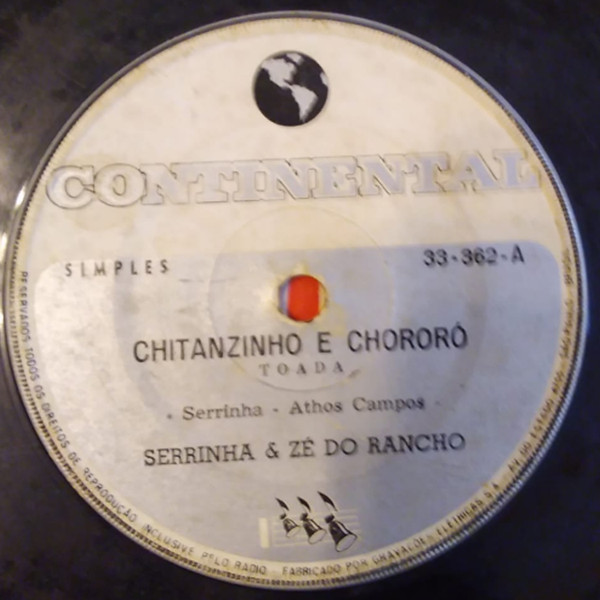 CONTINENTAL
SIMPLES
33-362-A
CHITANZINHO E CHORORÓ
TOADA
Serrinha - Athos Campos
SERRINHA & ZÉ DO RANCHO
RESERVADOS TODOS OS DIREITOS DE REPRODUÇÃO INCLUSIVE PELO RADIO - FABRICADO POR GRAVAÇÕES ELÉTRICAS S.A.